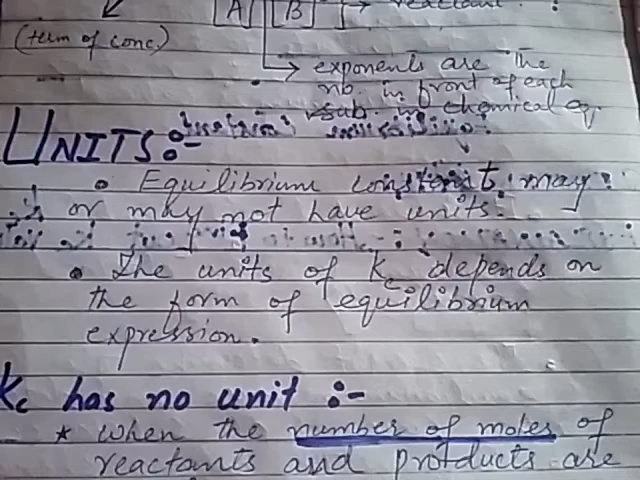 [A] [B] → reactant.
(term of conc.)
→ exponents are the
nb. in front of each
sub. in chemical eq.
UNITS:-
• Equilibrium constant may
or may not have units.
• The units of Kc depends on
the form of equilibrium
expression.
Kc has no unit :-
* when the number of moles of
reactants and products are